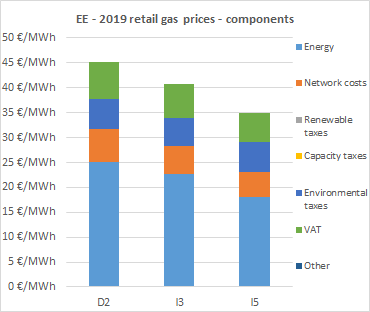 EE - 2019 retail gas prices - components
50 €/MWh
45 €/MWh
40 €/MWh
35 €/MWh
30 €/MWh
25 €/MWh
20 €/MWh
15 €/MWh
10 €/MWh
5 €/MWh
0 €/MWh
D2
I3
I5
Energy
Network costs
Renewable
taxes
Capacity taxes
Environmental
taxes
VAT
Other